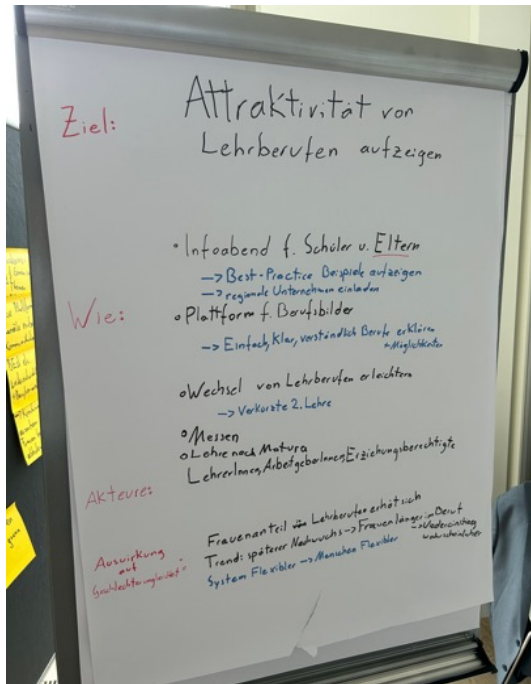 Ziel:
Attraktivität von
Lehrberufen aufzeigen
• Infoabend f. Schüler u. Eltern
—> Best-Practice Beispiele aufzeigen
—> regionale Unternehmen einladen
Wie:
• Plattform f. Berufsbilder
—> Einfach, Klar, verständlich Berufe erklären
Möglichkeiten
• Wechsel von Lehrberufen erleichtern
—> Verkürzte 2. Lehre
• Messen
• Lehre nach Matura
Akteure:
LehrerInnen, ArbeitgeberInnen, Erziehungsberechtigte
Auswirkung
auf
Frauenanteil in Lehrberufen erhöt sich
Trend: späterer Nachwuchs —> Frauen länger im Beruf
—> Wiedereinstieg
wahrscheinlicher
System Flexibler —> Menschen Flexibler